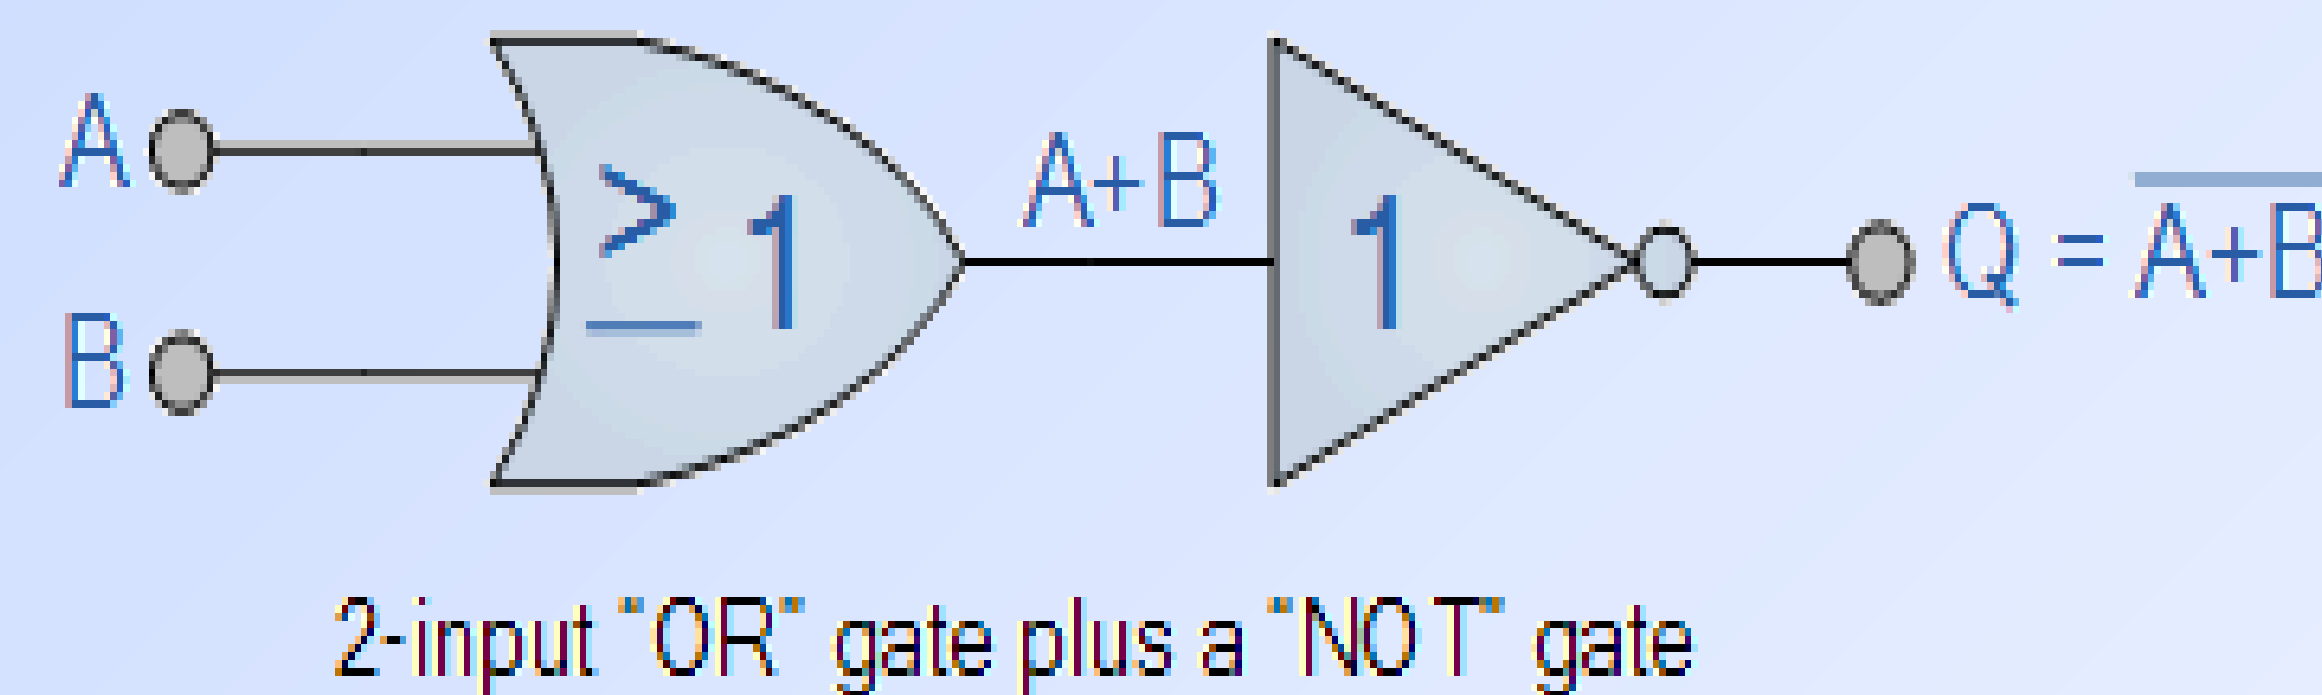 A
B
≥ 1
A+B
1
Q = A̅+̅B̅
2-input "OR" gate plus a "NOT" gate